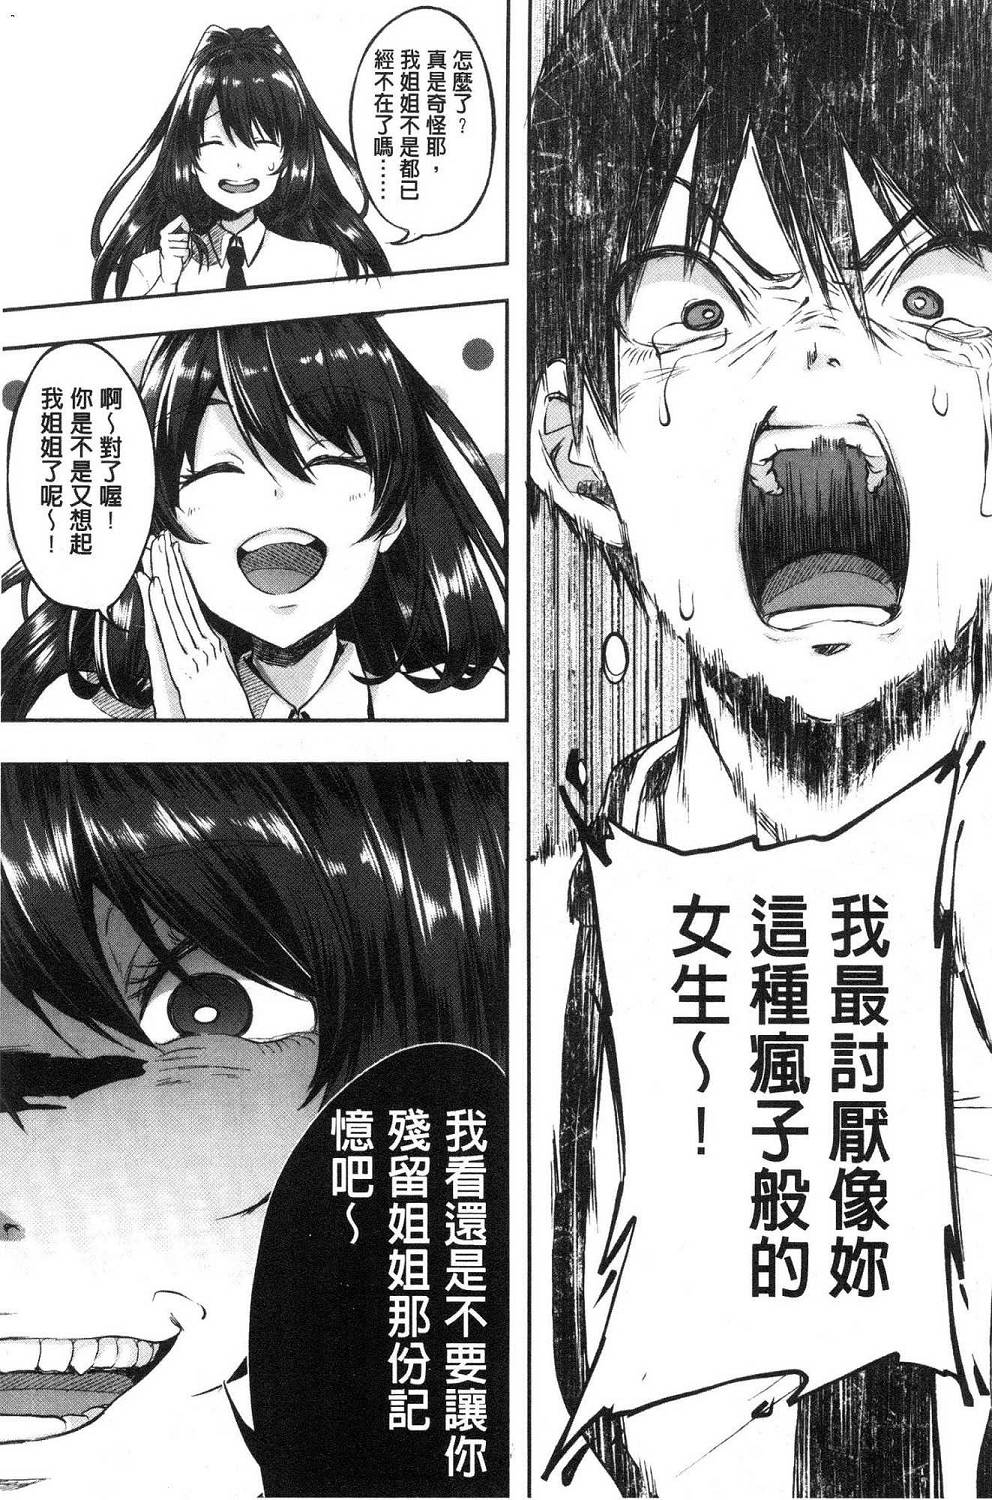 我最討厭像妳
這種瘋子般的
女生～！
怎麼了？
真是奇怪耶，
我姐姐不是都已
經不在了嗎……
啊～對了喔！
你是不是又想起
我姐姐了呢～！
我看還是不要讓你
殘留姐姐那份記
憶吧～